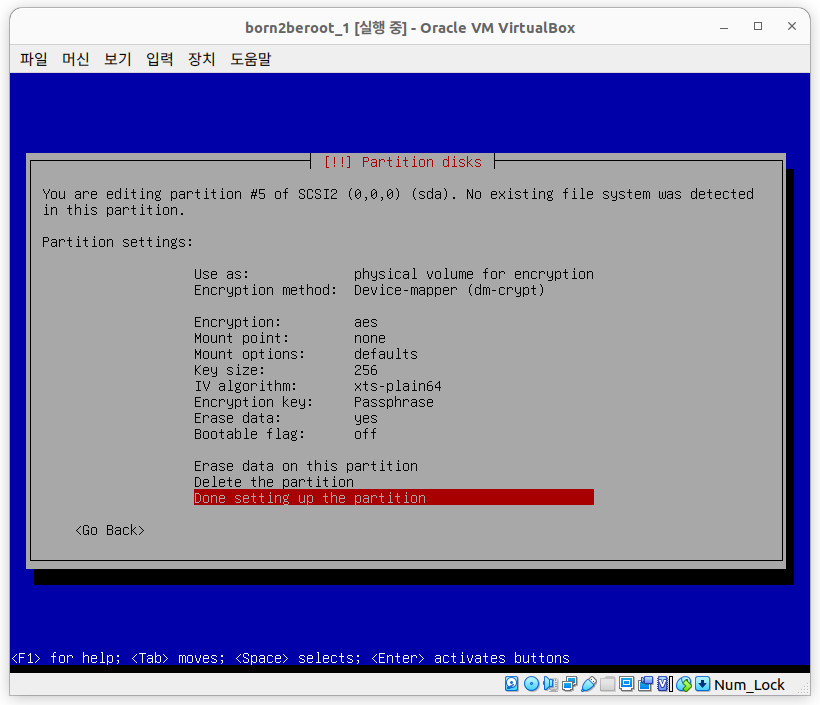 born2beroot_1 [실행 중] - Oracle VM VirtualBox
파일 머신 보기 입력 장치 도움말
[!!] Partition disks
You are editing partition #5 of SCSI2 (0,0,0) (sda). No existing file system was detected
in this partition.
Partition settings:
Use as: physical volume for encryption
Encryption method: Device-mapper (dm-crypt)
Encryption: aes
Mount point: none
Mount options: defaults
Key size: 256
IV algorithm: xts-plain64
Encryption key: Passphrase
Erase data: yes
Bootable flag: off
Erase data on this partition
Delete the partition
Done setting up the partition
<Go Back>
<F1> for help; <Tab> moves; <Space> selects; <Enter> activates buttons
Num_Lock